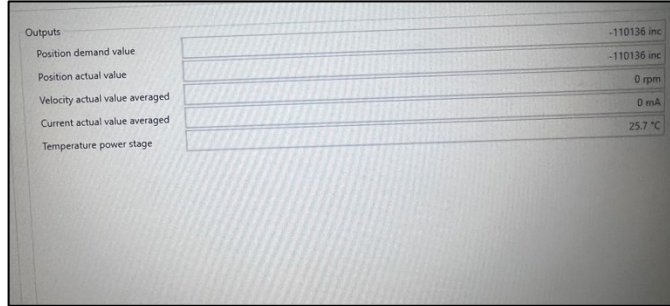 Outputs
Position demand value -110136 inc
Position actual value -110136 inc
Velocity actual value averaged 0 rpm
Current actual value averaged 0 mA
Temperature power stage 25.7 °C